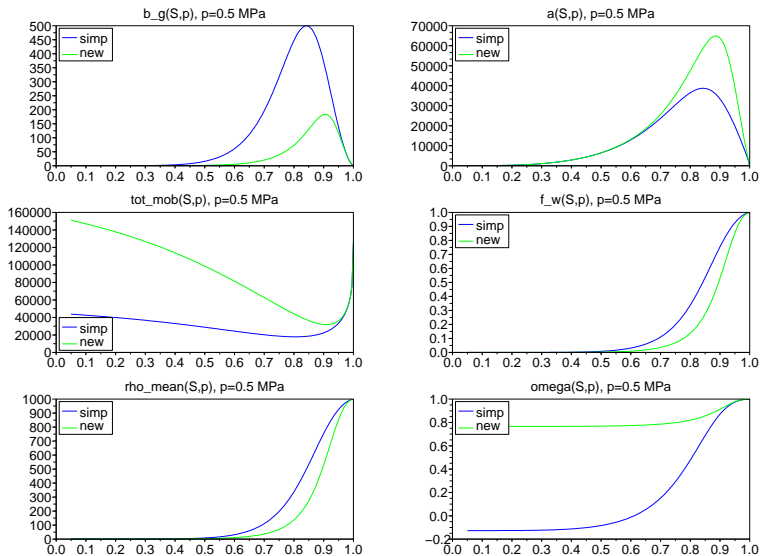 b_g(S,p), p=0.5 MPa
500
450
400
350
300
250
200
150
100
50
0
simp
new
0.0 0.1 0.2 0.3 0.4 0.5 0.6 0.7 0.8 0.9 1.0
a(S,p), p=0.5 MPa
70000
60000
50000
40000
30000
20000
10000
0
simp
new
0.0 0.1 0.2 0.3 0.4 0.5 0.6 0.7 0.8 0.9 1.0
tot_mob(S,p), p=0.5 MPa
160000
140000
120000
100000
80000
60000
40000
20000
0
simp
new
0.0 0.1 0.2 0.3 0.4 0.5 0.6 0.7 0.8 0.9 1.0
f_w(S,p), p=0.5 MPa
1.0
0.9
0.8
0.7
0.6
0.5
0.4
0.3
0.2
0.1
0.0
simp
new
0.0 0.1 0.2 0.3 0.4 0.5 0.6 0.7 0.8 0.9 1.0
rho_mean(S,p), p=0.5 MPa
1000
900
800
700
600
500
400
300
200
100
0
simp
new
0.0 0.1 0.2 0.3 0.4 0.5 0.6 0.7 0.8 0.9 1.0
omega(S,p), p=0.5 MPa
1.0
0.8
0.6
0.4
0.2
0.0
−0.2
simp
new
0.0 0.1 0.2 0.3 0.4 0.5 0.6 0.7 0.8 0.9 1.0